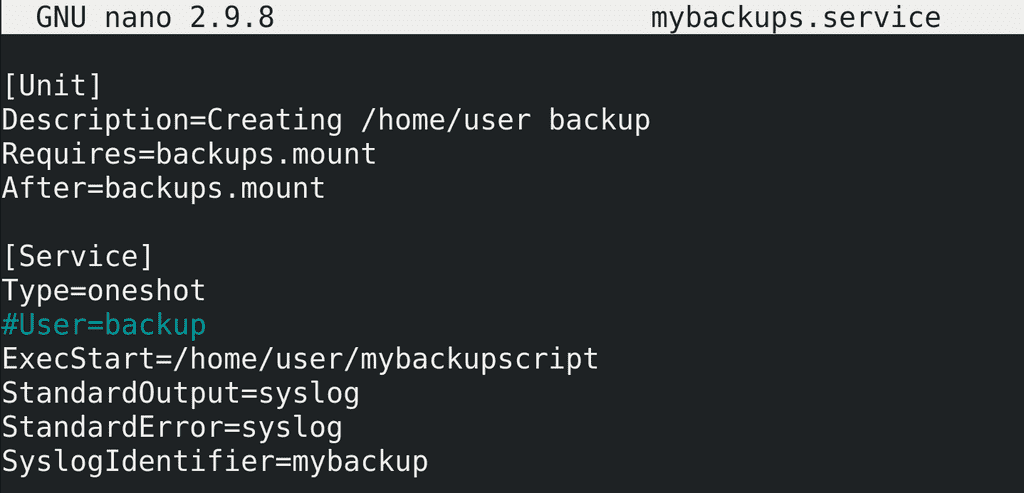 GNU nano 2.9.8 mybackups.service
[Unit]
Description=Creating /home/user backup
Requires=backups.mount
After=backups.mount
[Service]
Type=oneshot
#User=backup
ExecStart=/home/user/mybackupscript
StandardOutput=syslog
StandardError=syslog
SyslogIdentifier=mybackup